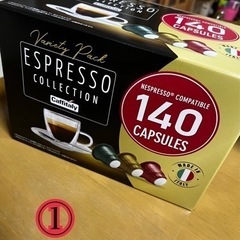 Variety Pack
ESPRESSO
COLLECTION
Caffitaly
NESPRESSO® COMPATIBLE
140
CAPSULES
MADE IN
ITALY
140
CAPSULES
①